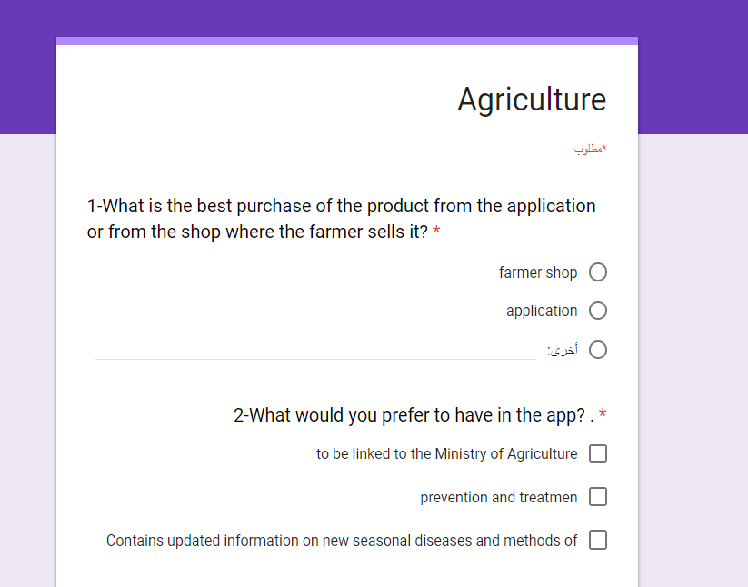 Agriculture
*مطلوب
1-What is the best purchase of the product from the application
or from the shop where the farmer sells it? *
farmer shop
application
أخرى:
2-What would you prefer to have in the app? . *
to be linked to the Ministry of Agriculture
prevention and treatmen
Contains updated information on new seasonal diseases and methods of